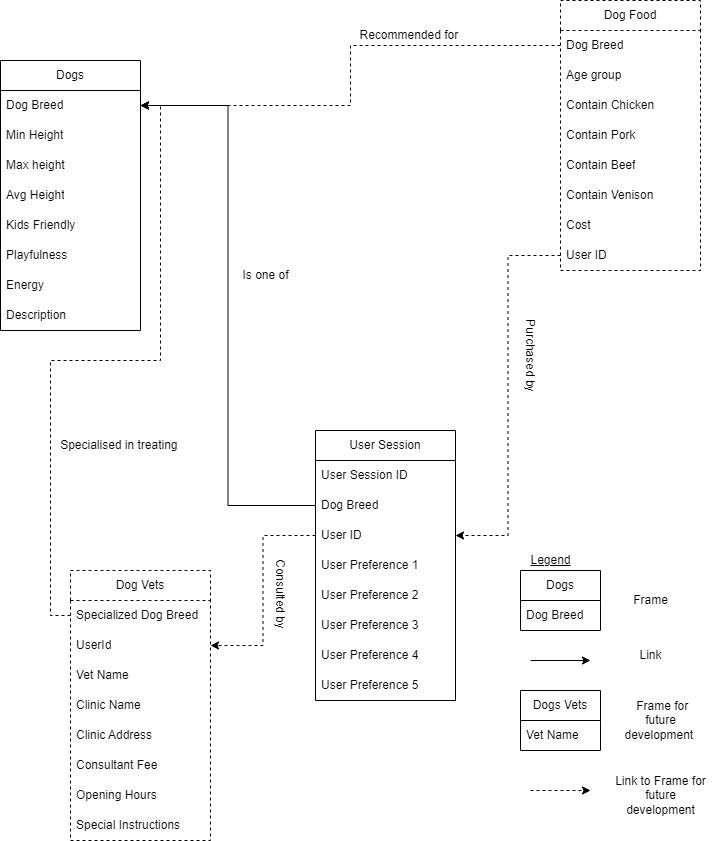 Dog Food
Dog Breed
Age group
Contain Chicken
Contain Pork
Contain Beef
Contain Venison
Cost
User ID
Recommended for
Dogs
Dog Breed
Min Height
Max height
Avg Height
Kids Friendly
Playfulness
Energy
Description
Is one of
Purchased by
Specialised in treating
User Session
User Session ID
Dog Breed
User ID
User Preference 1
User Preference 2
User Preference 3
User Preference 4
User Preference 5
Consulted by
Dog Vets
Specialized Dog Breed
UserId
Vet Name
Clinic Name
Clinic Address
Consultant Fee
Opening Hours
Special Instructions
Legend
Dogs
Dog Breed
Frame
Link
Dogs Vets
Vet Name
Frame for
future
development
Link to Frame for
future
development